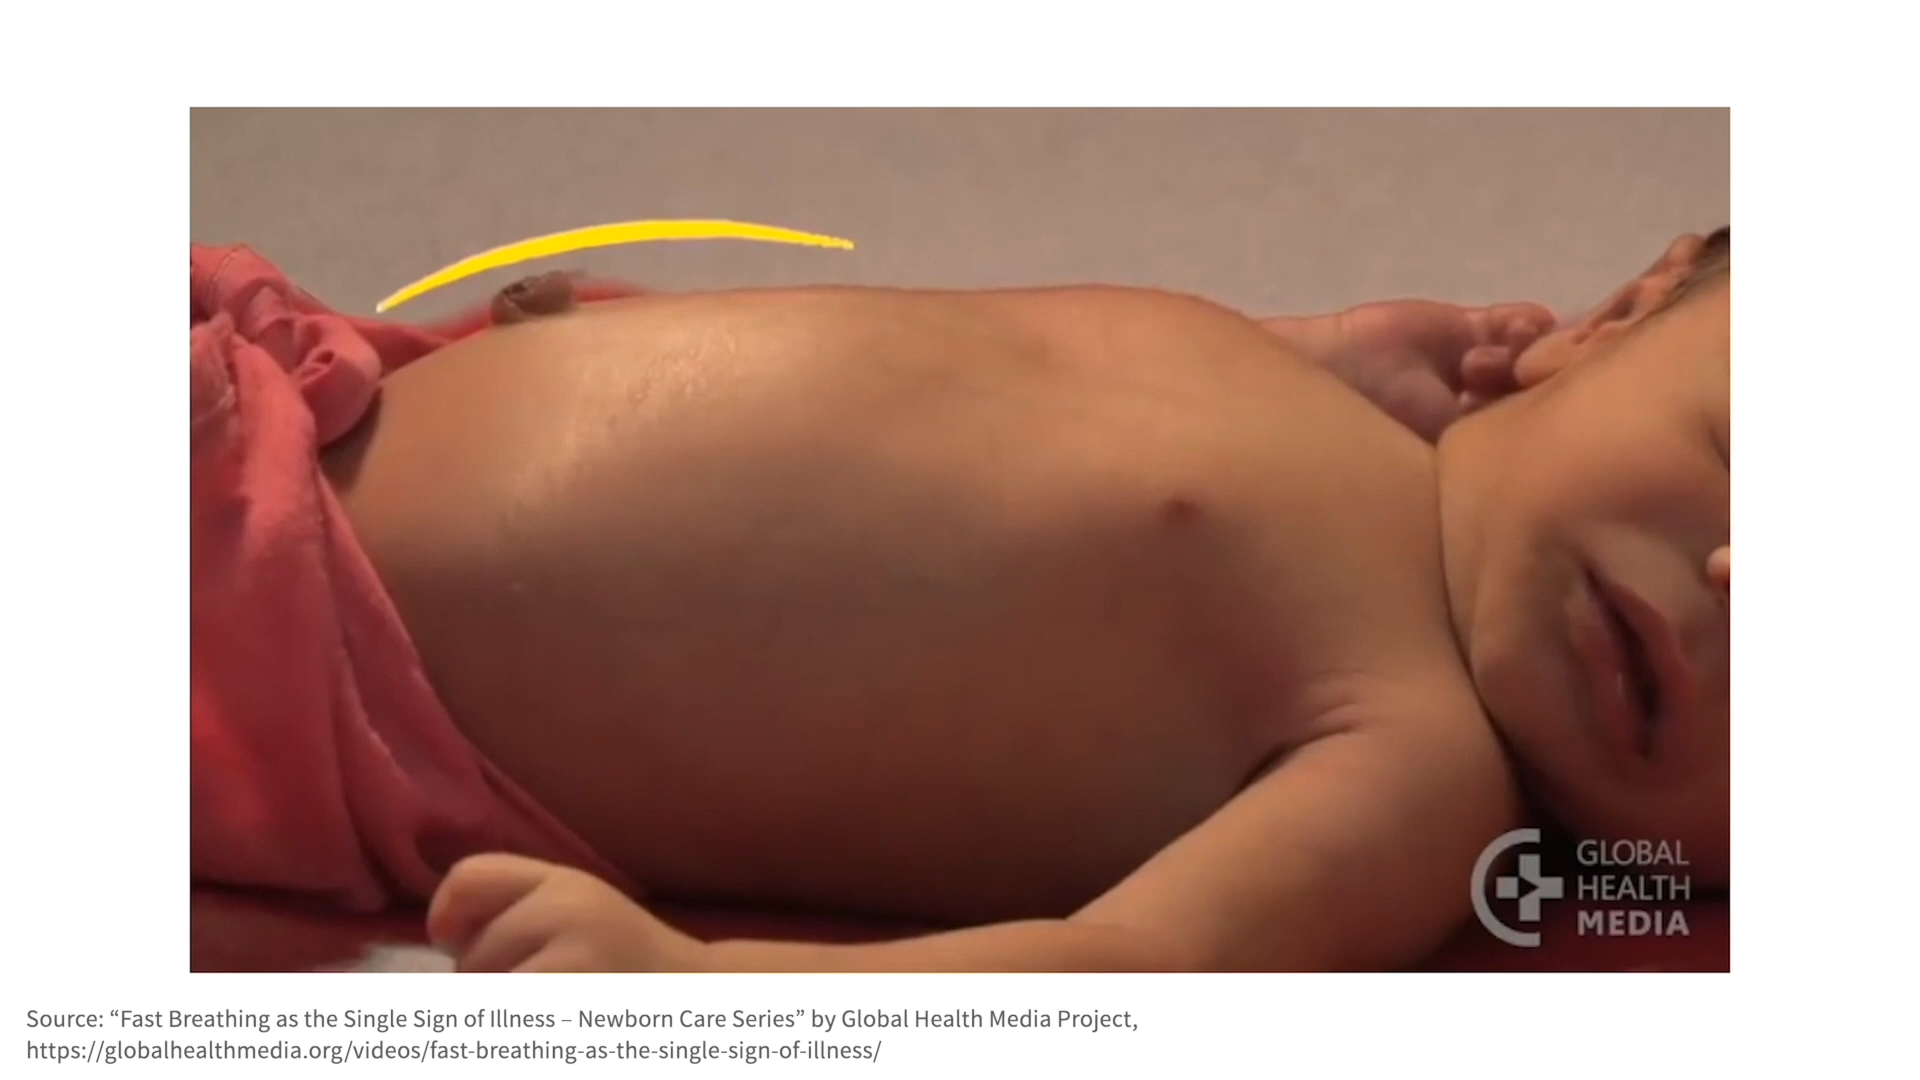 GLOBAL
HEALTH
MEDIA
Source: “Fast Breathing as the Single Sign of Illness – Newborn Care Series” by Global Health Media Project,
https://globalhealthmedia.org/videos/fast-breathing-as-the-single-sign-of-illness/